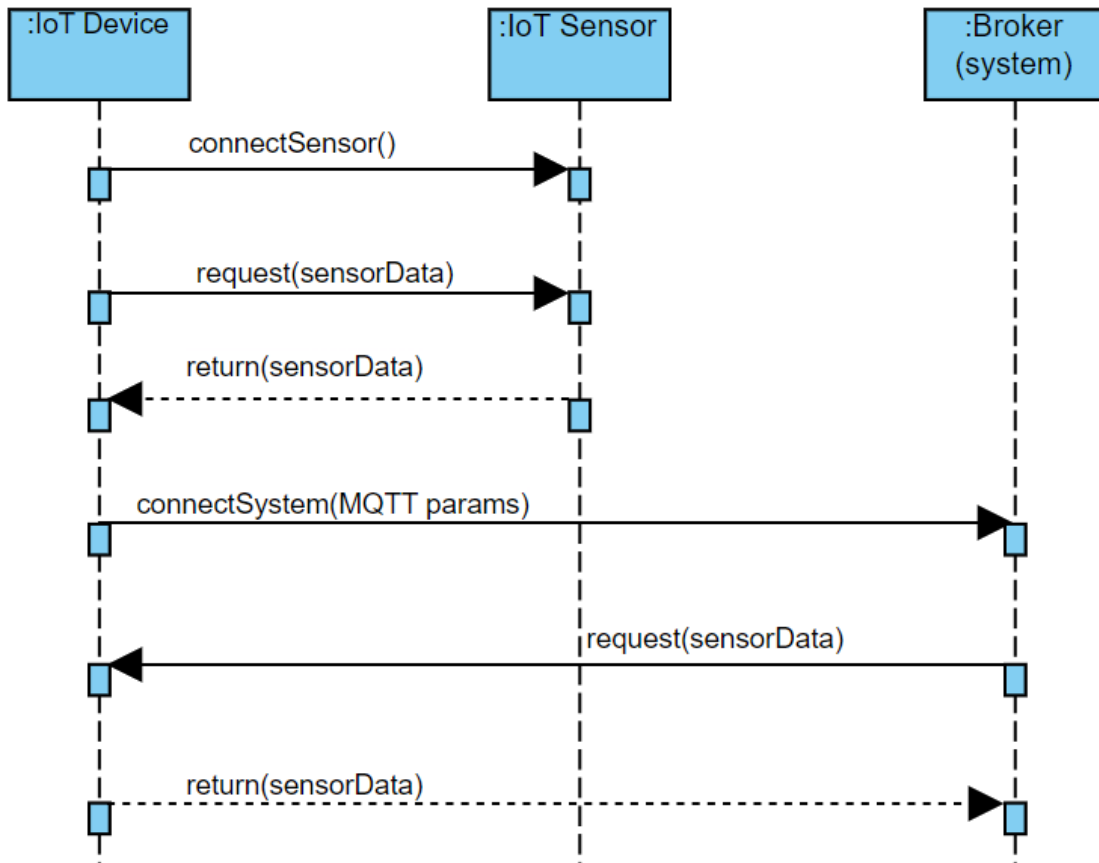 :IoT Device
:IoT Sensor
:Broker
(system)
connectSensor()
request(sensorData)
return(sensorData)
connectSystem(MQTT params)
request(sensorData)
return(sensorData)